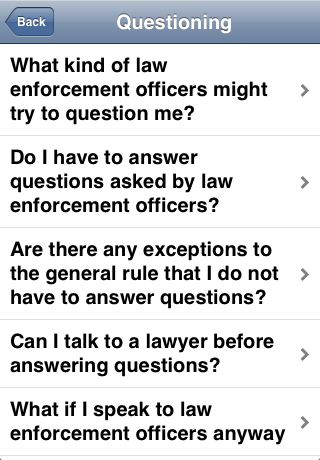 Back
Questioning
What kind of law
enforcement officers might
try to question me?
Do I have to answer
questions asked by law
enforcement officers?
Are there any exceptions to
the general rule that I do not
have to answer questions?
Can I talk to a lawyer before
answering questions?
What if I speak to law
enforcement officers anyway